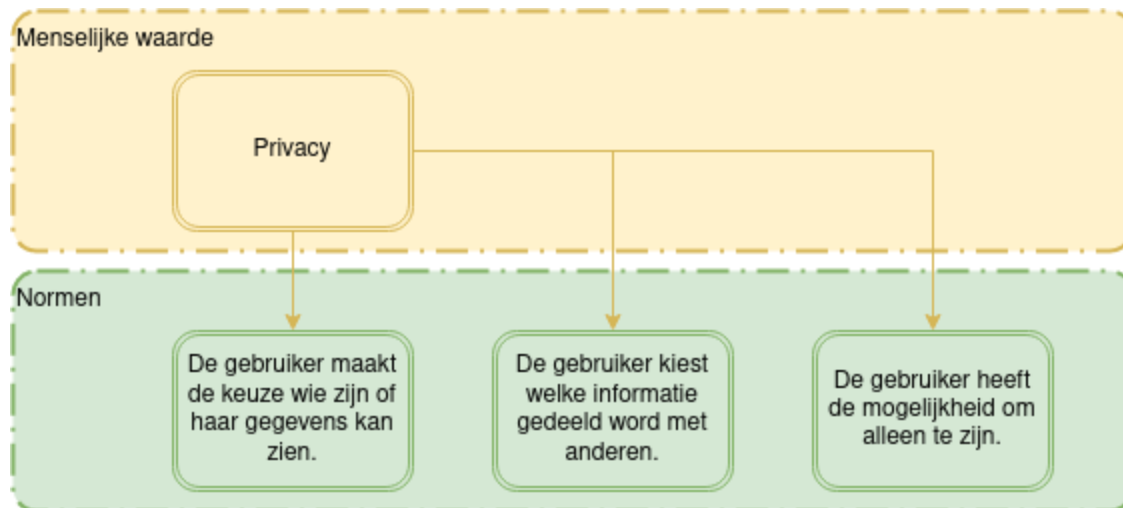 Menselijke waarde
Privacy
Normen
De gebruiker maakt
de keuze wie zijn of
haar gegevens kan
zien.
De gebruiker kiest
welke informatie
gedeeld word met
anderen.
De gebruiker heeft
de mogelijkheid om
alleen te zijn.